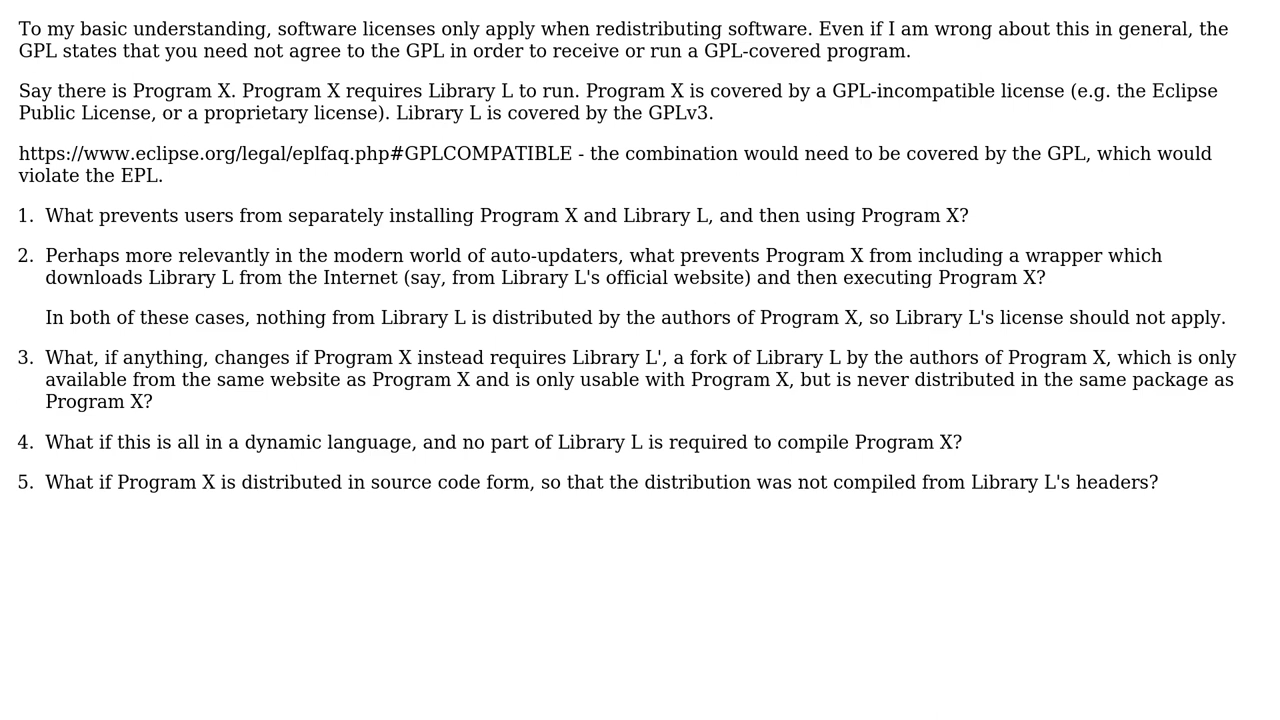 To my basic understanding, software licenses only apply when redistributing software. Even if I am wrong about this in general, the
GPL states that you need not agree to the GPL in order to receive or run a GPL-covered program.
Say there is Program X. Program X requires Library L to run. Program X is covered by a GPL-incompatible license (e.g. the Eclipse
Public License, or a proprietary license). Library L is covered by the GPLv3.
https://www.eclipse.org/legal/eplfaq.php#GPLCOMPATIBLE - the combination would need to be covered by the GPL, which would
violate the EPL.
1. What prevents users from separately installing Program X and Library L, and then using Program X?
2. Perhaps more relevantly in the modern world of auto-updaters, what prevents Program X from including a wrapper which
downloads Library L from the Internet (say, from Library L's official website) and then executing Program X?
In both of these cases, nothing from Library L is distributed by the authors of Program X, so Library L's license should not apply.
3. What, if anything, changes if Program X instead requires Library L', a fork of Library L by the authors of Program X, which is only
available from the same website as Program X and is only usable with Program X, but is never distributed in the same package as
Program X?
4. What if this is all in a dynamic language, and no part of Library L is required to compile Program X?
5. What if Program X is distributed in source code form, so that the distribution was not compiled from Library L's headers?